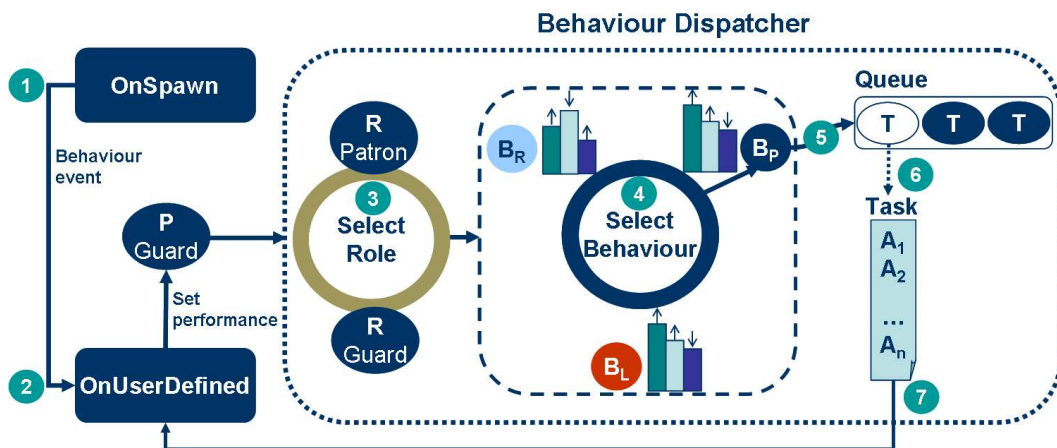 Behaviour Dispatcher
1
OnSpawn
Behaviour
event
P
Guard
Set
performance
2
OnUserDefined
R
Patron
3
Select
Role
R
Guard
BR
4
Select
Behaviour
BP
BL
5
Queue
T
T
T
6
Task
A1
A2
...
An
7